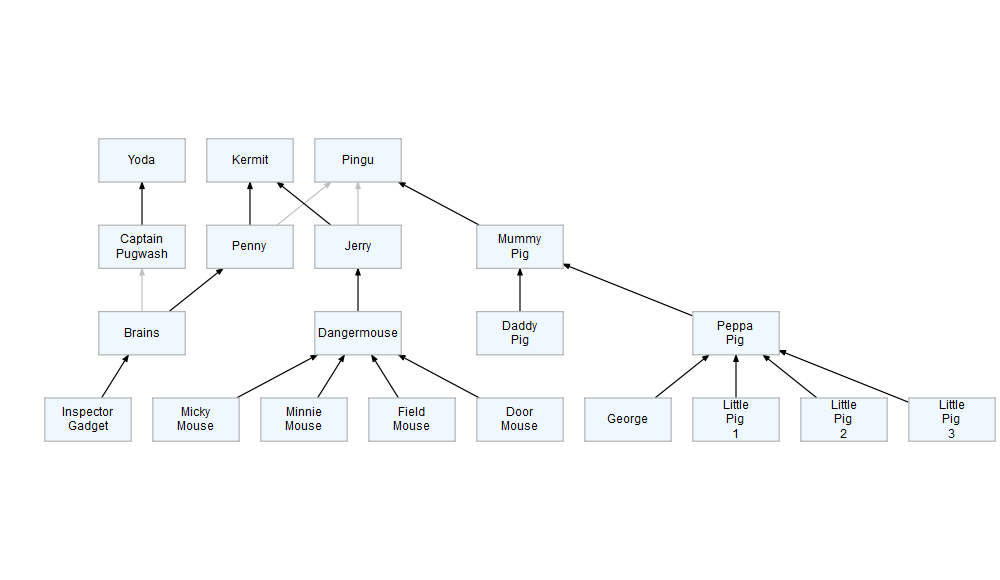 Yoda
Kermit
Pingu
Captain
Pugwash
Penny
Jerry
Mummy
Pig
Brains
Dangermouse
Daddy
Pig
Peppa
Pig
Inspector
Gadget
Micky
Mouse
Minnie
Mouse
Field
Mouse
Door
Mouse
George
Little
Pig
1
Little
Pig
2
Little
Pig
3